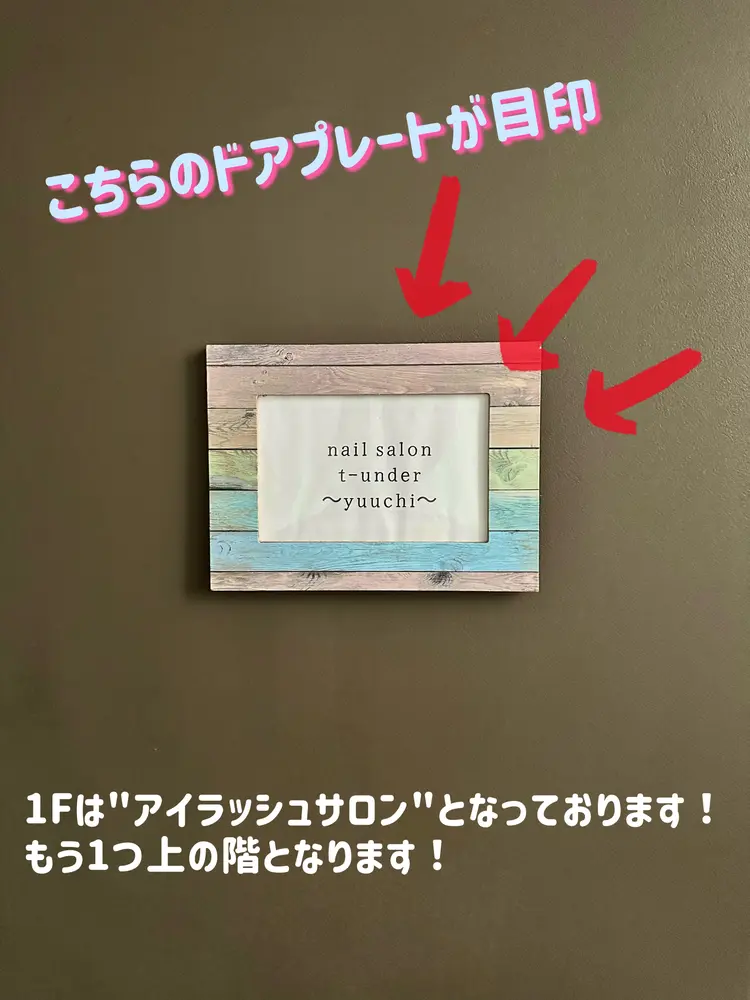 こちらのドアプレートが目印
nail salon
t-under
〜yuuchi〜
1Fは"アイラッシュサロン"となっております！
もう1つ上の階となります！